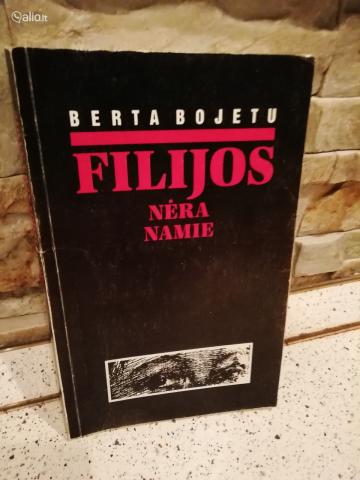 alio.lt
BERTA BOJETU
FILIJOS
NĖRA
NAMIE